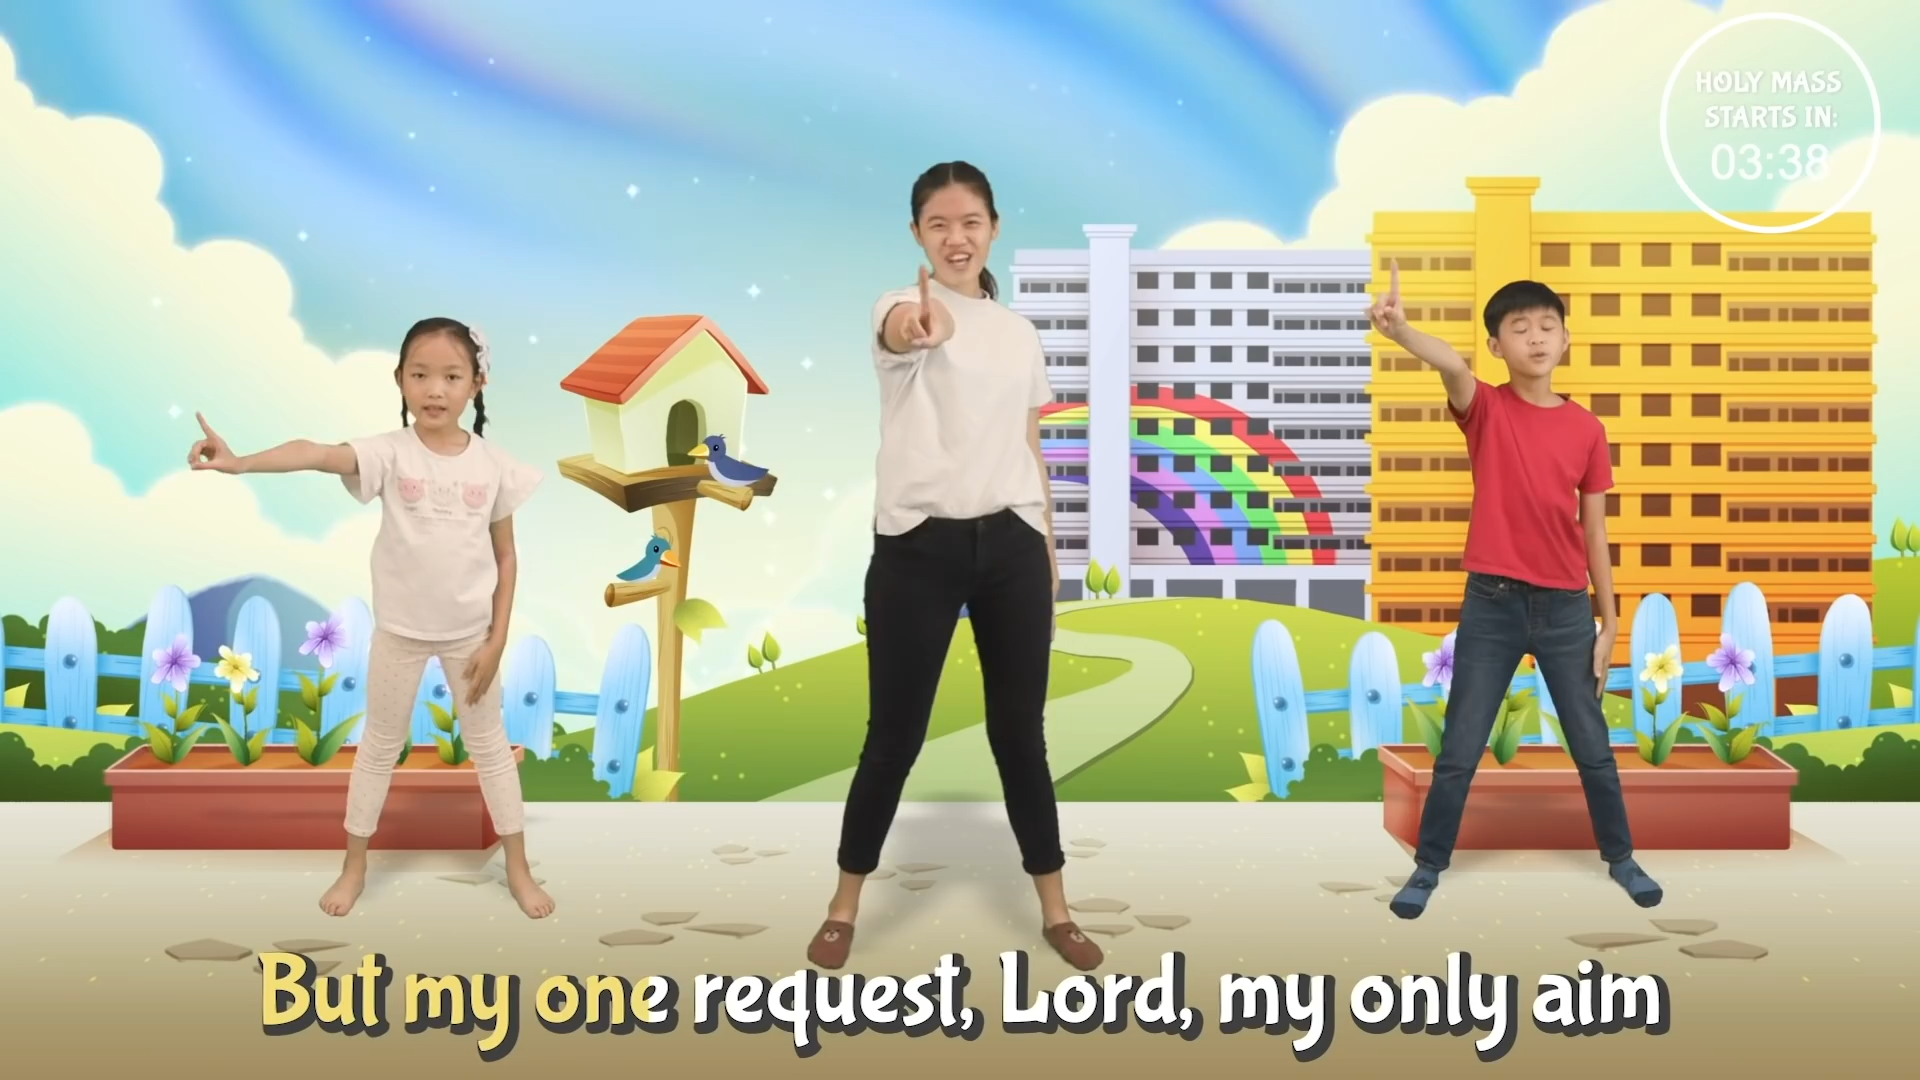 HOLY MASS
STARTS IN:
03:38
But my one request, Lord, my only aim